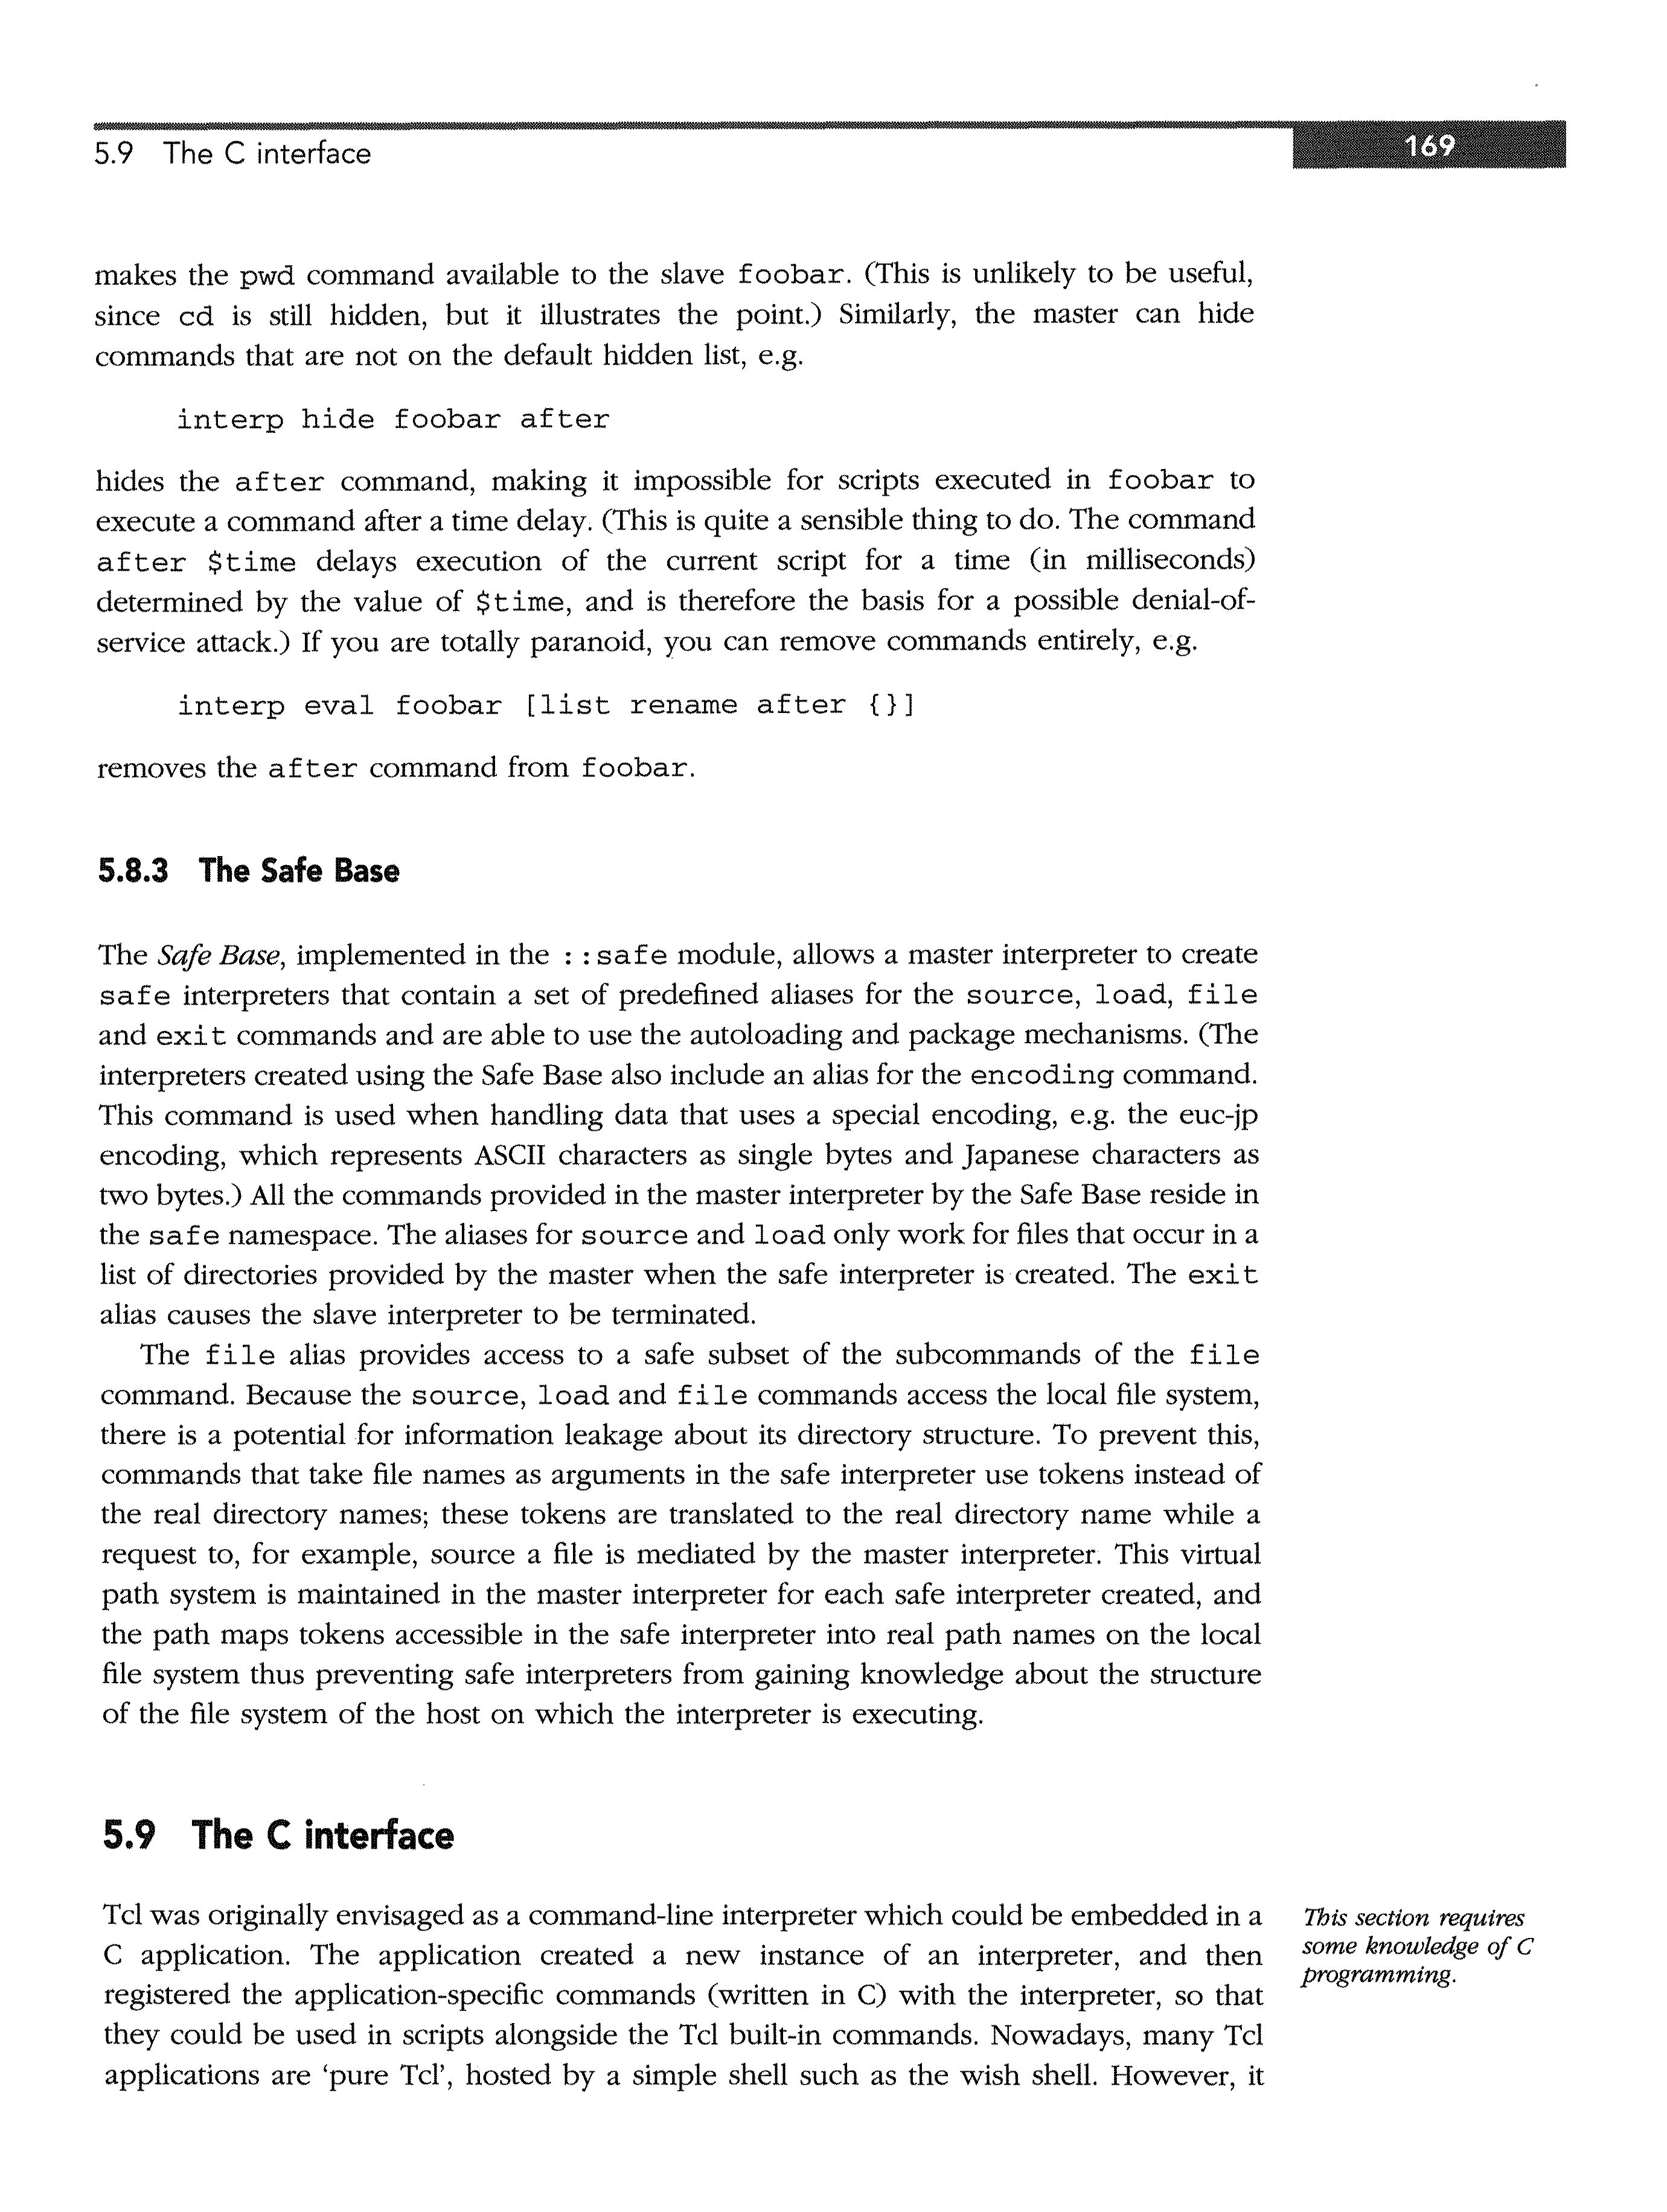 5.9 The C interface
169
makes the pwd command available to the slave foobar. (This is unlikely to be useful,
since cd is still hidden, but it illustrates the point.) Similarly, the master can hide
commands that are not on the default hidden list, e.g.
interp hide foobar after
hides the after command, making it impossible for scripts executed in foobar to
execute a command after a time delay. (This is quite a sensible thing to do. The command
after $time delays execution of the current script for a time (in milliseconds)
determined by the value of $time, and is therefore the basis for a possible denial-of-
service attack.) If you are totally paranoid, you can remove commands entirely, e.g.
interp eval foobar [list rename after {}]
removes the after command from foobar.
5.8.3 The Safe Base
The Safe Base, implemented in the ::safe module, allows a master interpreter to create
safe interpreters that contain a set of predefined aliases for the source, load, file
and exit commands and are able to use the autoloading and package mechanisms. (The
interpreters created using the Safe Base also include an alias for the encoding command.
This command is used when handling data that uses a special encoding, e.g. the euc-jp
encoding, which represents ASCII characters as single bytes and Japanese characters as
two bytes.) All the commands provided in the master interpreter by the Safe Base reside in
the safe namespace. The aliases for source and load only work for files that occur in a
list of directories provided by the master when the safe interpreter is created. The exit
alias causes the slave interpreter to be terminated.
The file alias provides access to a safe subset of the subcommands of the file
command. Because the source, load and file commands access the local file system,
there is a potential for information leakage about its directory structure. To prevent this,
commands that take file names as arguments in the safe interpreter use tokens instead of
the real directory names; these tokens are translated to the real directory name while a
request to, for example, source a file is mediated by the master interpreter. This virtual
path system is maintained in the master interpreter for each safe interpreter created, and
the path maps tokens accessible in the safe interpreter into real path names on the local
file system thus preventing safe interpreters from gaining knowledge about the structure
of the file system of the host on which the interpreter is executing.
5.9 The C interface
Tcl was originally envisaged as a command-line interpreter which could be embedded in a
C application. The application created a new instance of an interpreter, and then
registered the application-specific commands (written in C) with the interpreter, so that
they could be used in scripts alongside the Tcl built-in commands. Nowadays, many Tcl
applications are ‘pure Tcl’, hosted by a simple shell such as the wish shell. However, it
This section requires
some knowledge of C
programming.